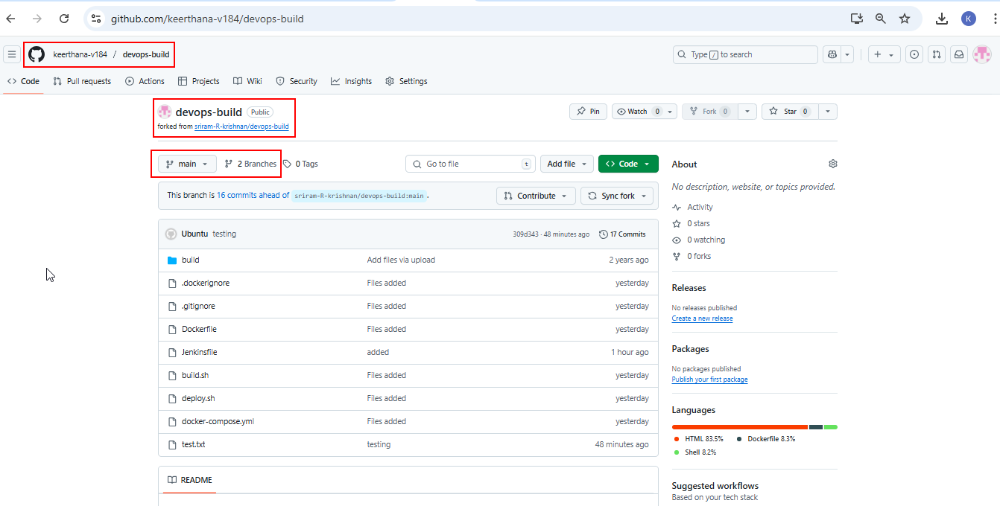 github.com/keerthana-v184/devops-build
K
keerthana-v184 / devops-build
Type / to search
Code Pull requests Actions Projects Wiki Security Insights Settings
devops-build Public
forked from sriram-R-krishnan/devops-build
Pin Watch 0 Fork 0 Star 0
main 2 Branches 0 Tags Go to file t Add file Code
This branch is 16 commits ahead of sriram-R-krishnan/devops-build:main .
Contribute Sync fork
Ubuntu testing 309d343 · 48 minutes ago 17 Commits
build Add files via upload 2 years ago
.dockerignore Files added yesterday
.gitignore Files added yesterday
Dockerfile Files added yesterday
Jenkinsfile added 1 hour ago
build.sh Files added yesterday
deploy.sh Files added yesterday
docker-compose.yml Files added yesterday
test.txt testing 48 minutes ago
README
About
No description, website, or topics provided.
Activity
0 stars
0 watching
0 forks
Releases
No releases published
Create a new release
Packages
No packages published
Publish your first package
Languages
HTML 83.5% Dockerfile 8.3%
Shell 8.2%
Suggested workflows
Based on your tech stack